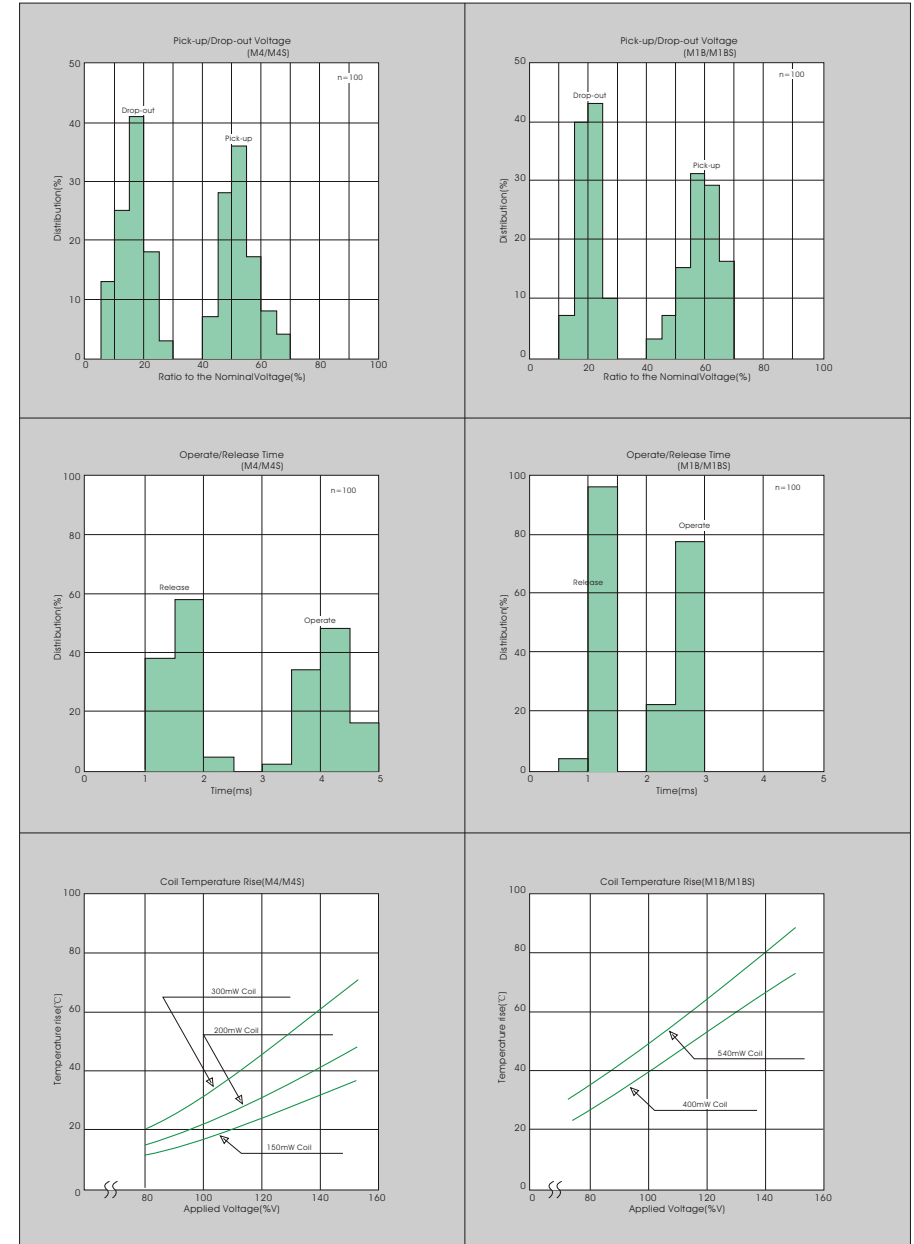 Pick-up/Drop-out Voltage
(M4/M4S)
50
n=100
Drop-out
40
Pick-up
30
Distribution(%)
20
10
0
0 20 40 60 80 100
Ratio to the NominalVoltage(%)
Pick-up/Drop-out Voltage
(M1B/M1BS)
50
n=100
Drop-out
40
Pick-up
30
Distribution(%)
20
10
0
0 20 40 60 80 100
Ratio to the NominalVoltage(%)
Operate/Release Time
(M4/M4S)
100
n=100
80
Release
60
Operate
Distribution(%)
40
20
0
0 1 2 3 4 5
Time(ms)
Operate/Release Time
(M1B/M1BS)
100
n=100
Operate
80
Release
60
Distribution(%)
40
20
0
0 1 2 3 4 5
Time(ms)
Coil Temperature Rise(M4/M4S)
100
80
300mW Coil
60
200mW Coil
Temperature rise(℃)
40
20
150mW Coil
0
80 100 120 140 160
Applied Voltage(%V)
Coil Temperature Rise(M1B/M1BS)
100
80
60
Temperature rise(℃)
540mW Coil
40
400mW Coil
20
0
0 80 100 120 140 160
Applied Voltage(%V)